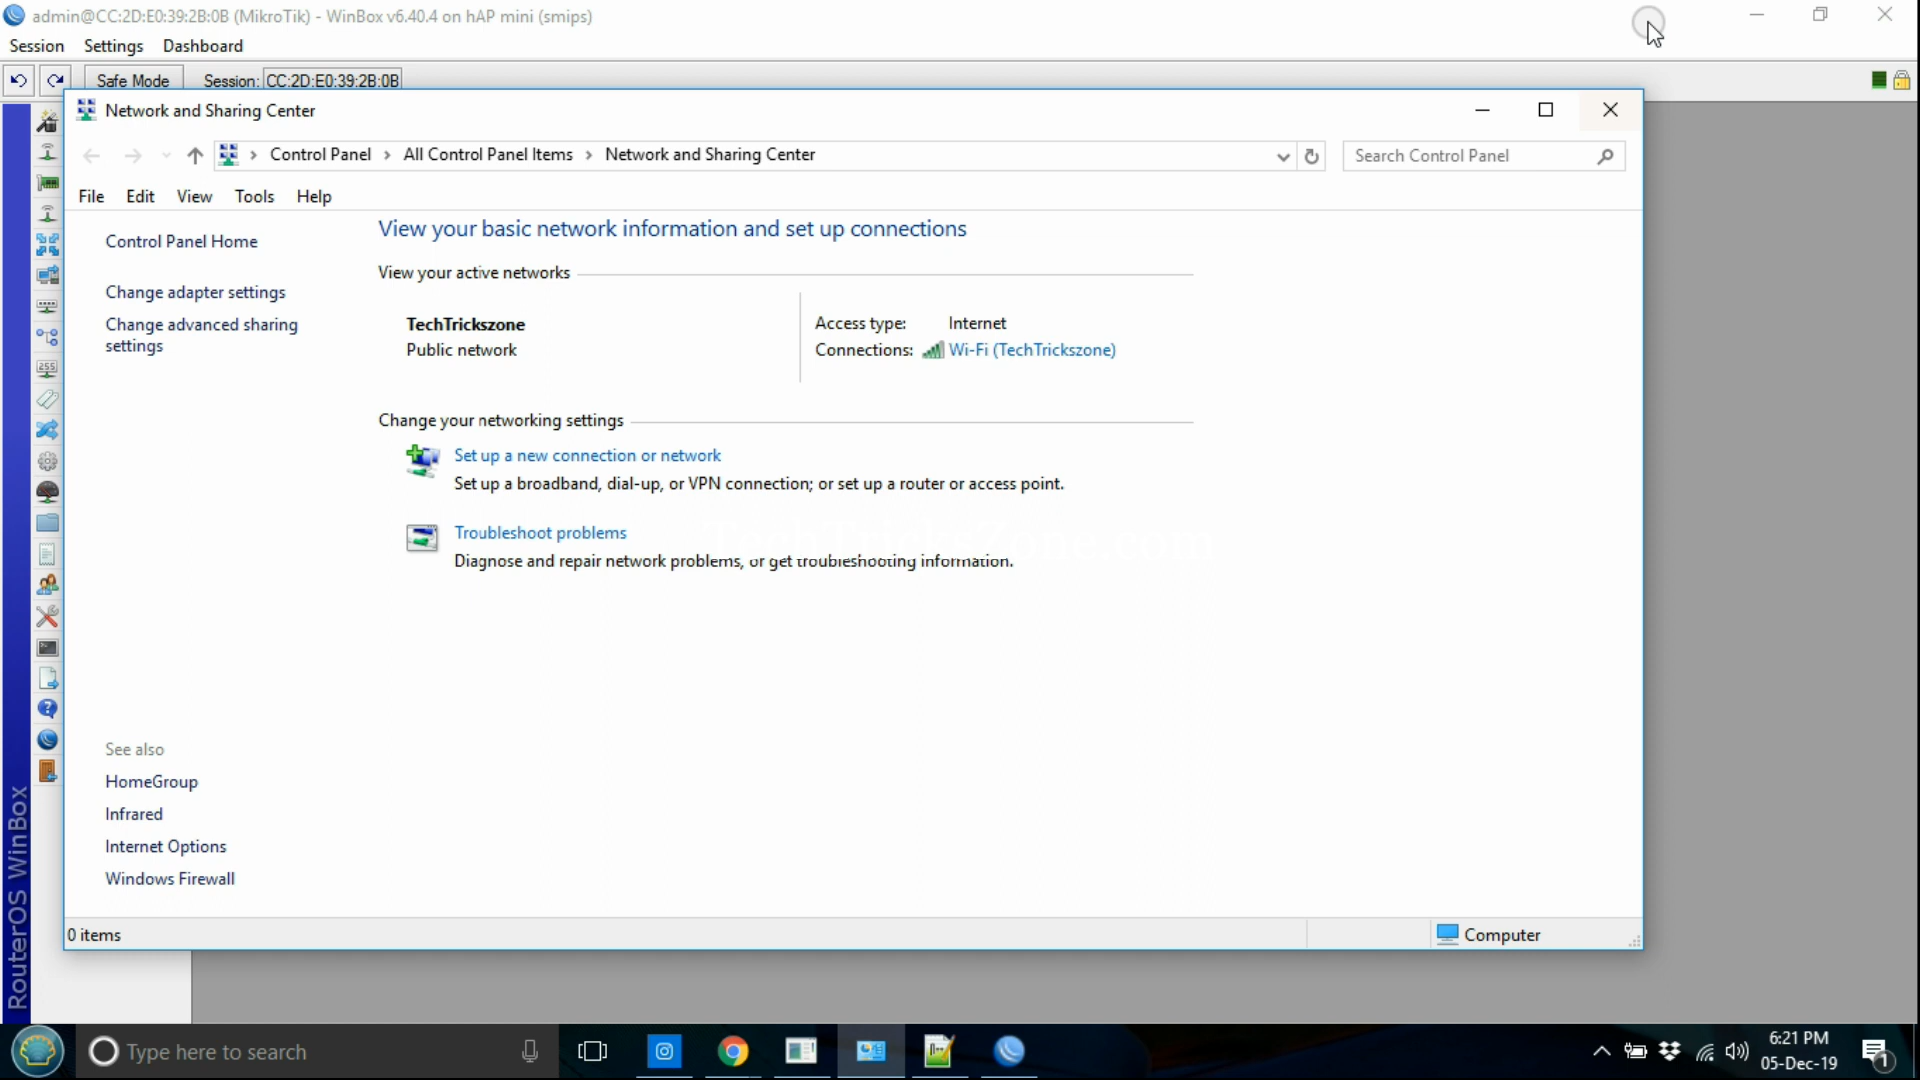 admin@CC:2D:E0:39:2B:0B (MikroTik) - WinBox v6.40.4 on hAP mini (smips)
Session Settings Dashboard
Safe Mode Session: CC:2D:E0:39:2B:0B
Network and Sharing Center
Control Panel All Control Panel Items Network and Sharing Center
Search Control Panel
File Edit View Tools Help
Control Panel Home
Change adapter settings
Change advanced sharing
settings
View your basic network information and set up connections
View your active networks
TechTrickszone
Public network
Access type: Internet
Connections: Wi-Fi (TechTrickszone)
Change your networking settings
Set up a new connection or network
Set up a broadband, dial-up, or VPN connection; or set up a router or access point.
Troubleshoot problems
TechTricksZone.com
Diagnose and repair network problems, or get troubleshooting information.
255
See also
HomeGroup
Infrared
Internet Options
Windows Firewall
0 items
Computer
RouterOS WinBox
Type here to search
6:21 PM
05-Dec-19
1